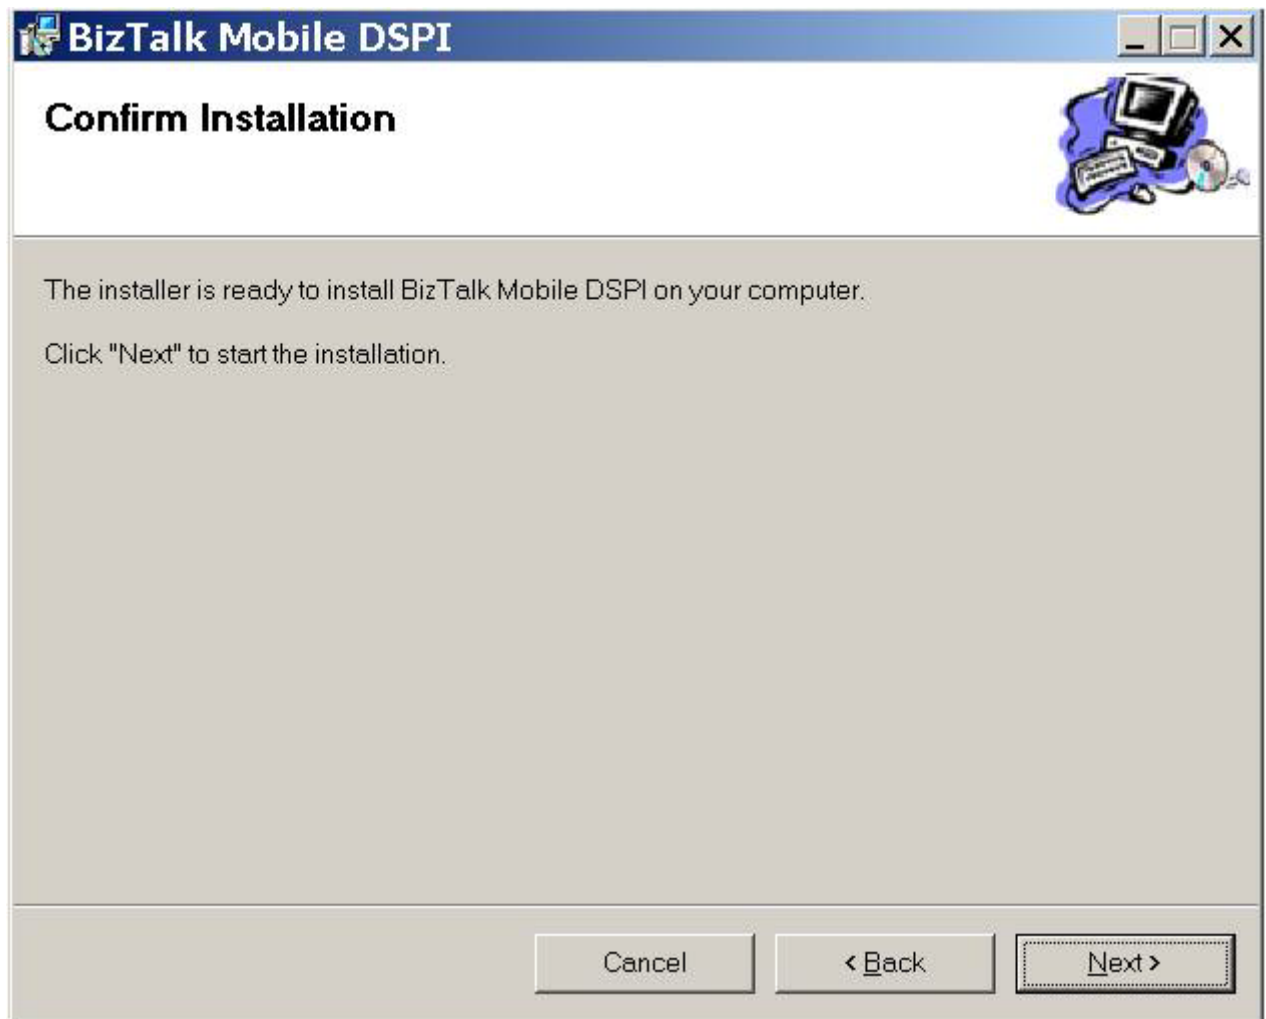 BizTalk Mobile DSPI
Confirm Installation
The installer is ready to install BizTalk Mobile DSPI on your computer.
Click "Next" to start the installation.
Cancel
< Back
Next >